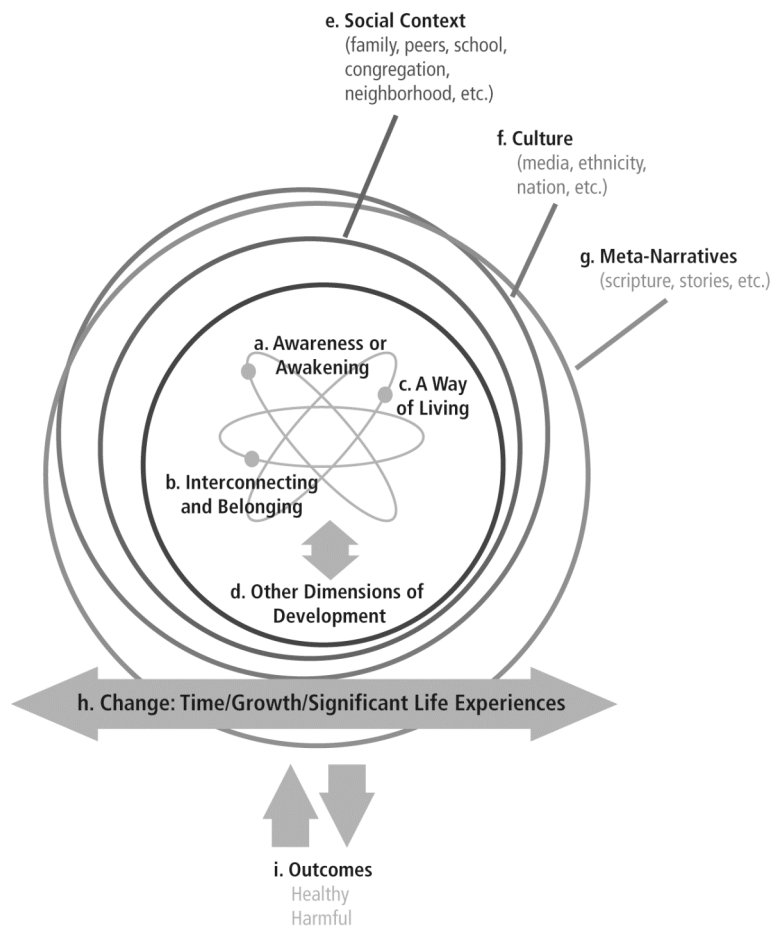 e. Social Context
(family, peers, school,
congregation,
neighborhood, etc.)
f. Culture
(media, ethnicity,
nation, etc.)
g. Meta-Narratives
(scripture, stories, etc.)
a. Awareness or
Awakening
c. A Way
of Living
b. Interconnecting
and Belonging
d. Other Dimensions of
Development
h. Change: Time/Growth/Significant Life Experiences
i. Outcomes
Healthy
Harmful